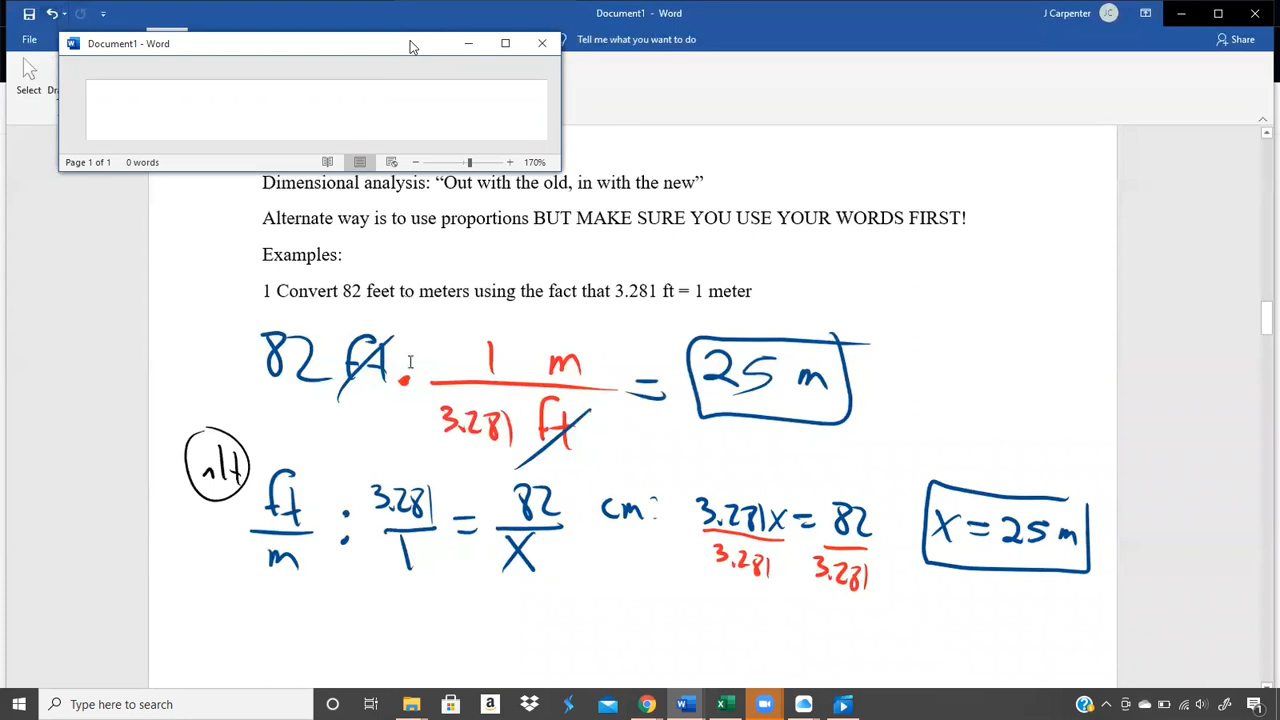 Document1 - Word
J Carpenter JC
File
Tell me what you want to do
Share
Document1 - Word
Select
Page 1 of 1 0 words 170%
Dimensional analysis: “Out with the old, in with the new”
Alternate way is to use proportions BUT MAKE SURE YOU USE YOUR WORDS FIRST!
Examples:
1 Convert 82 feet to meters using the fact that 3.281 ft = 1 meter
82 ft · 1 m / 3.281 ft = 25 m
alt
ft / m : 3.281 / 1 = 82 / X cm: 3.281x = 82 X = 25 m
3.281 3.281
Type here to search